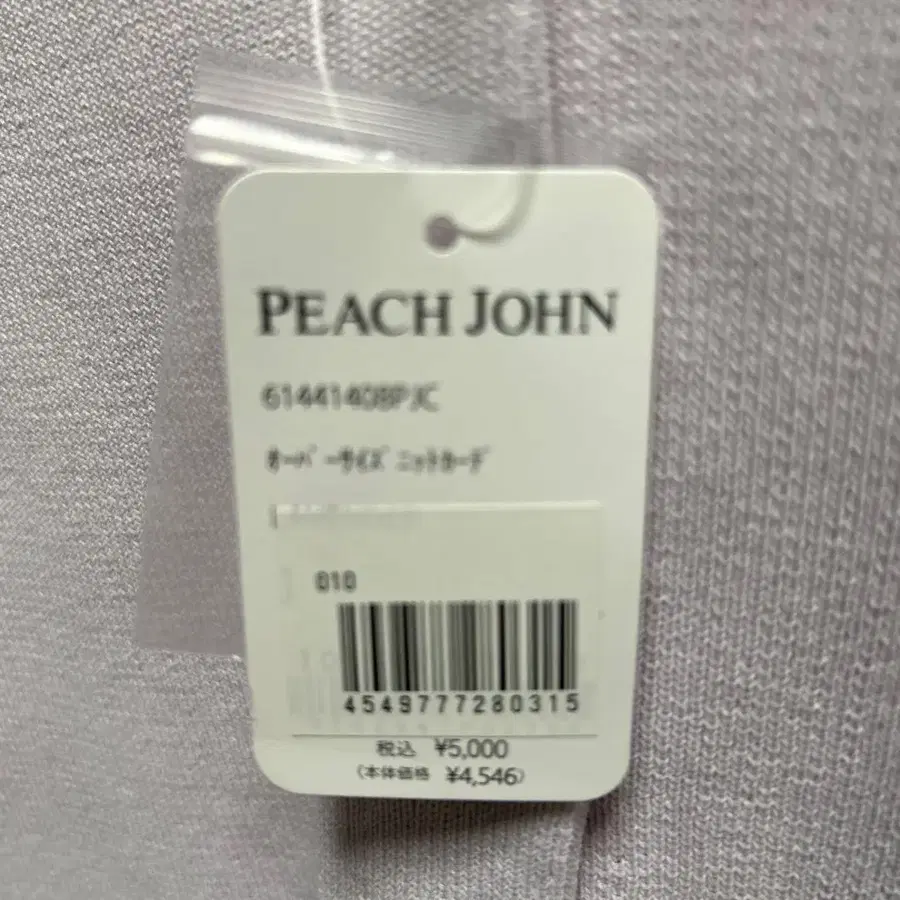 PEACH JOHN
61441408PJC
ｵｰﾊﾞｰｻｲｽﾞ ﾆｯﾄｶｰﾃﾞ
010
4549777280315
税込 ¥5,000
(本体価格 ¥4,546)